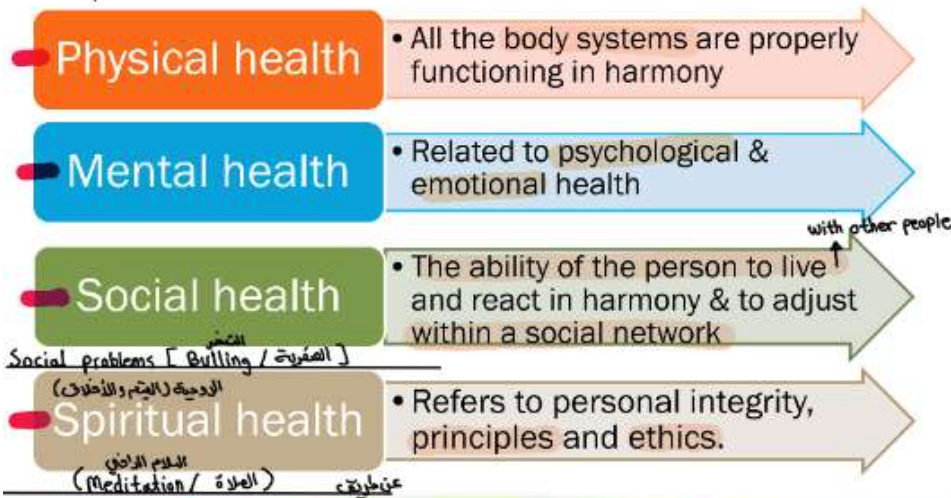 Physical health
• All the body systems are properly
functioning in harmony
Mental health
• Related to psychological &
emotional health
with other people
Social health
• The ability of the person to live
and react in harmony & to adjust
within a social network
التنمر
Social problems [ Bulling / العنصرية ]
الروحية (القيم والأخلاق)
Spiritual health
• Refers to personal integrity,
principles and ethics.
السلام الداخلي
(Meditation / الصلاة) عن طريق